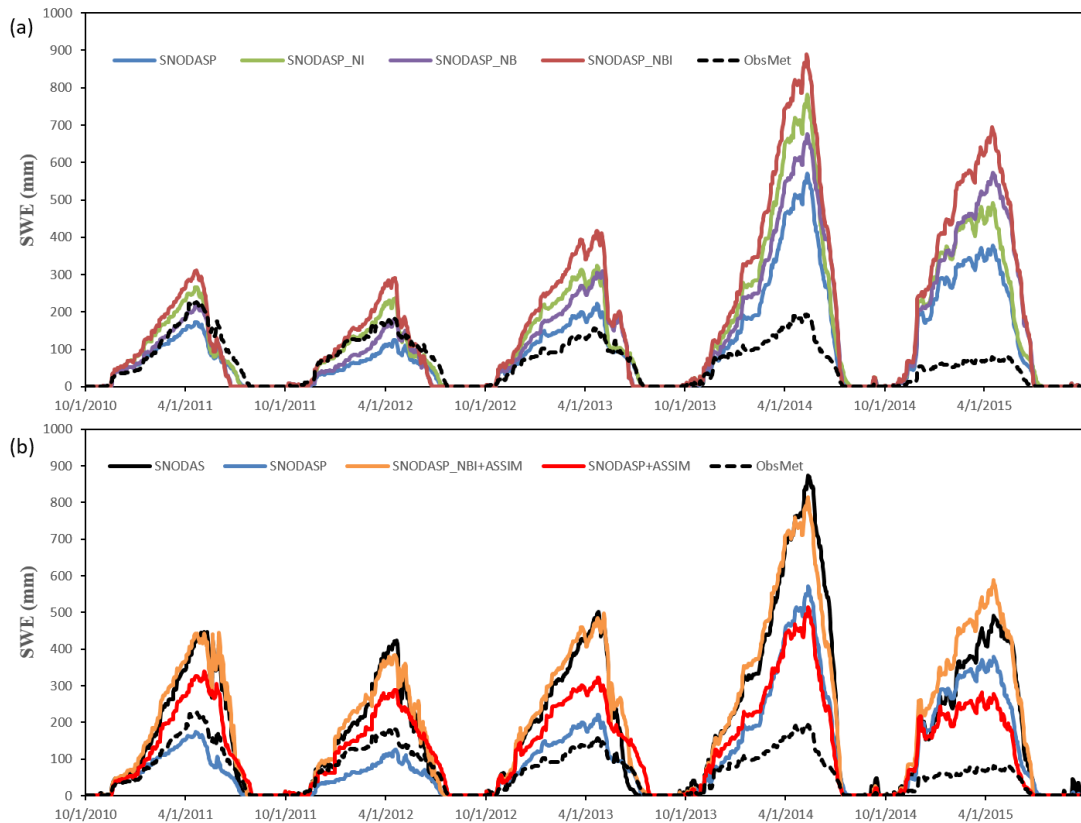 (a)
SNODASP SNODASP_NI SNODASP_NB SNODASP_NBI ObsMet
SWE (mm)
1000
900
800
700
600
500
400
300
200
100
0
10/1/2010 4/1/2011 10/1/2011 4/1/2012 10/1/2012 4/1/2013 10/1/2013 4/1/2014 10/1/2014 4/1/2015
(b)
SNODAS SNODASP SNODASP_NBI+ASSIM SNODASP+ASSIM ObsMet
SWE (mm)
1000
900
800
700
600
500
400
300
200
100
0
10/1/2010 4/1/2011 10/1/2011 4/1/2012 10/1/2012 4/1/2013 10/1/2013 4/1/2014 10/1/2014 4/1/2015